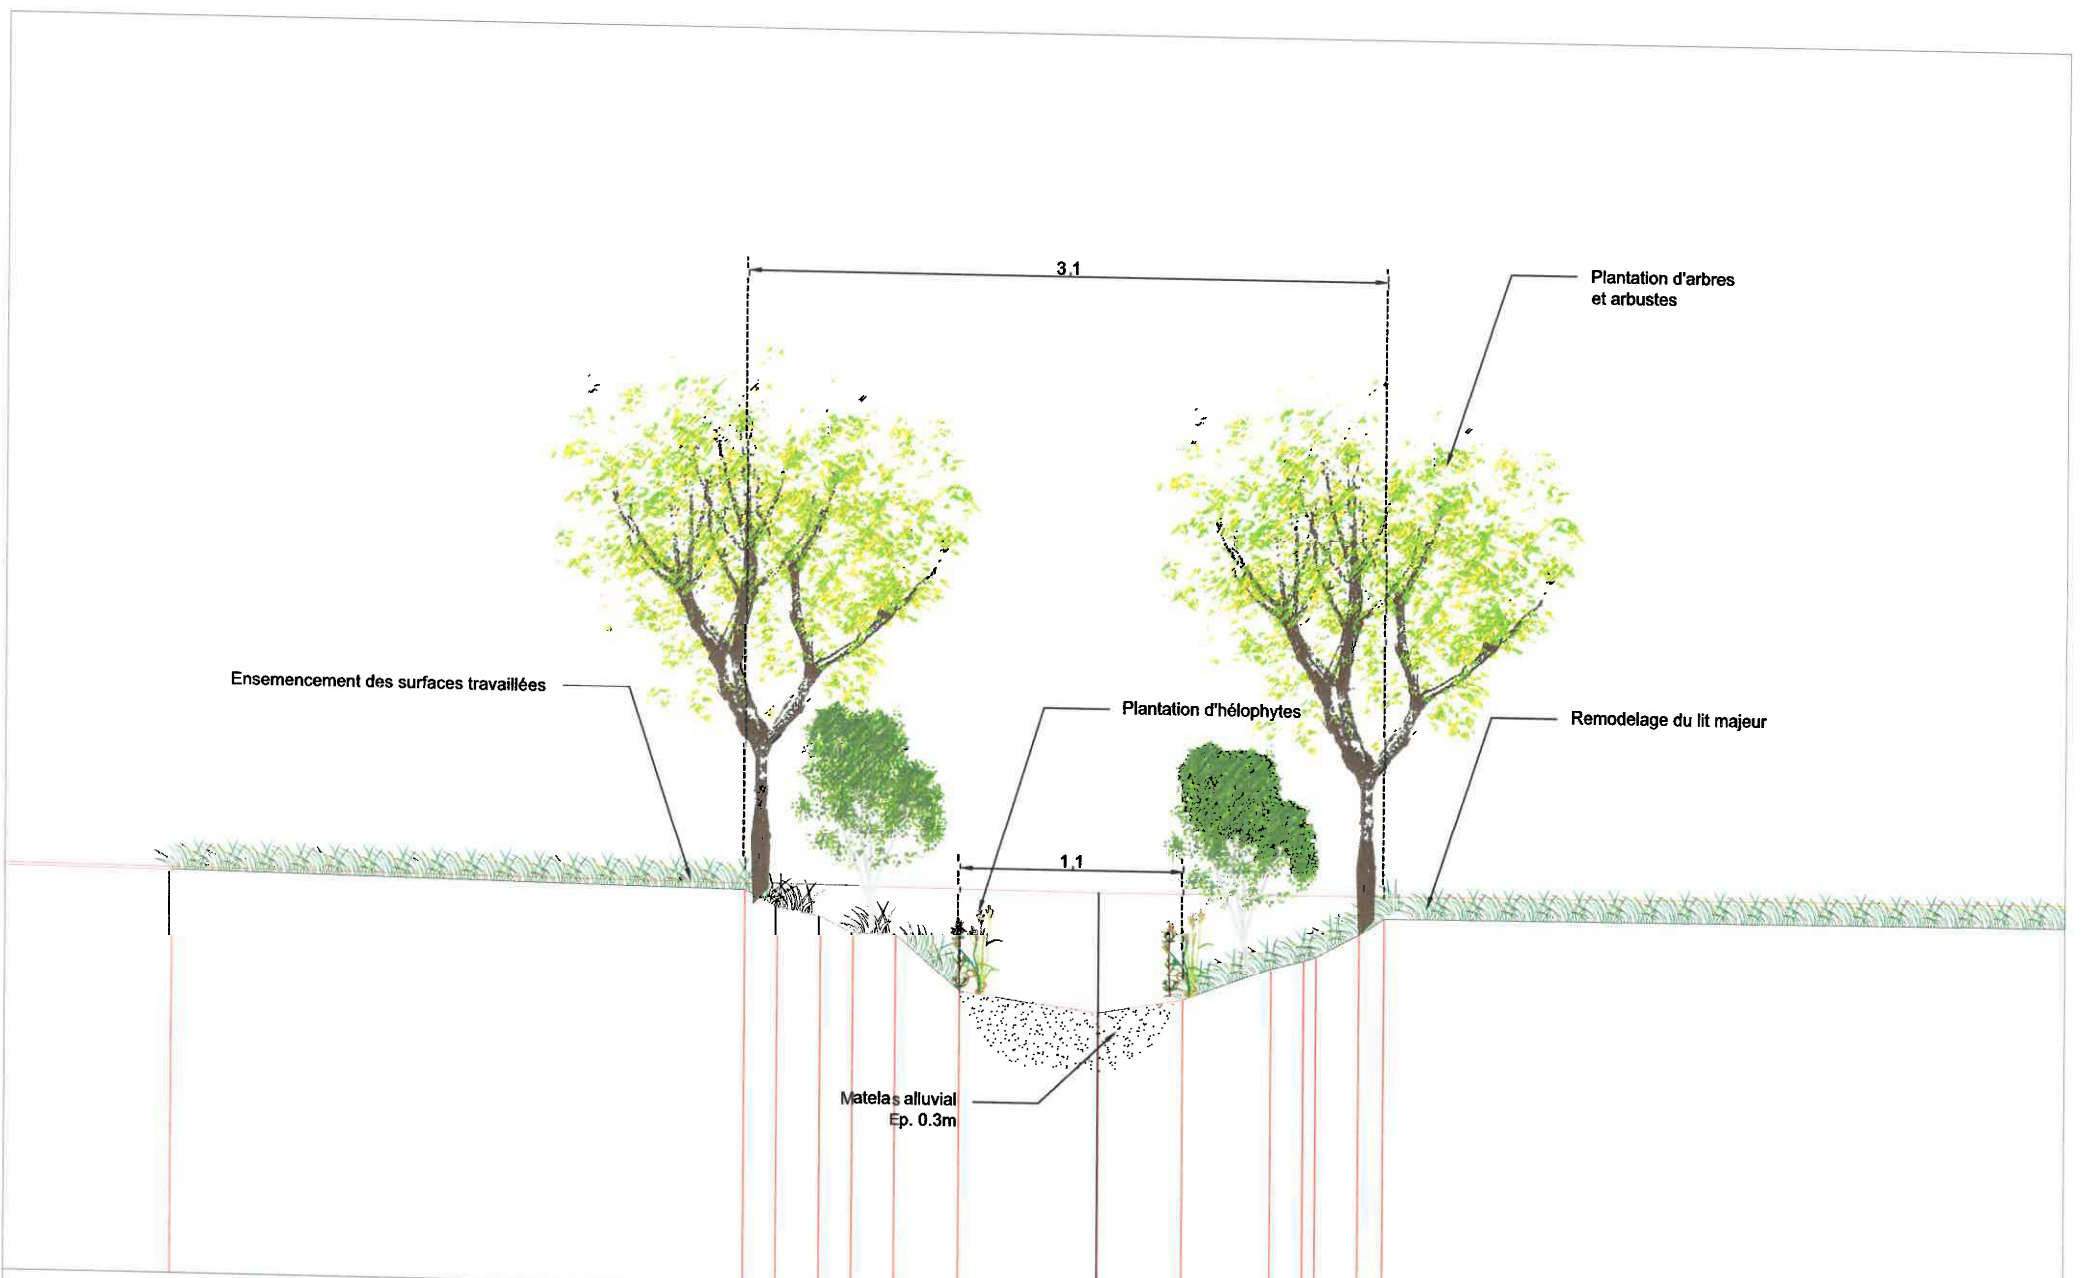 3.1
Plantation d'arbres
et arbustes
Ensemencement des surfaces travaillées
Plantation d'hélophytes
Remodelage du lit majeur
1.1
Matelas alluvial
Ep. 0.3m